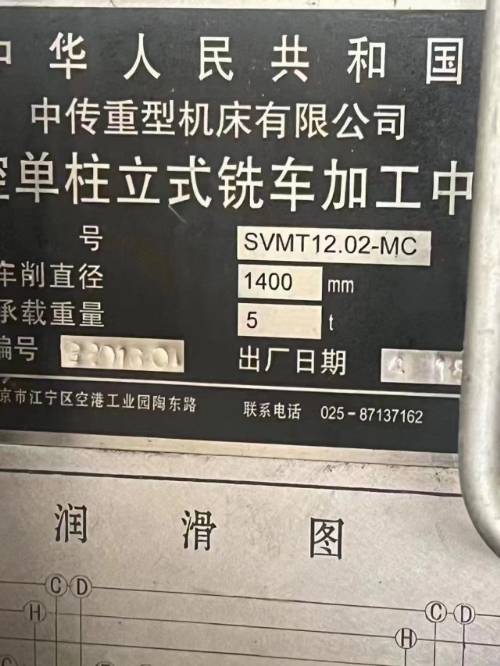 中华人民共和国
中传重型机床有限公司
控单柱立式铣车加工中
号 SVMT12.02-MC
车削直径 1400 mm
承载重量 5 t
编号 出厂日期
京市江宁区空港工业园陶东路 联系电话 025-87137162
润滑图
C D C D
H H